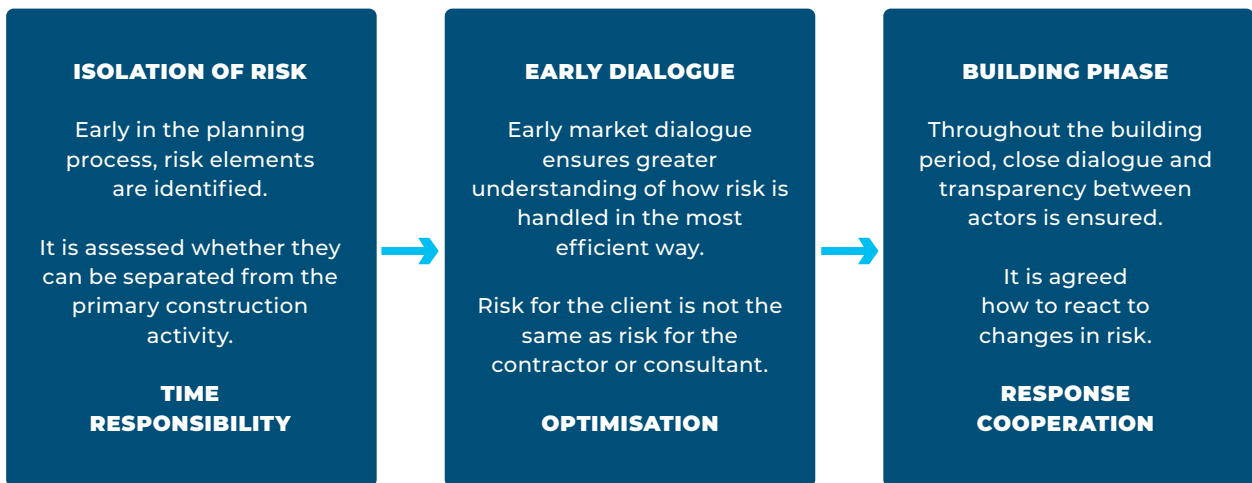 ISOLATION OF RISK
Early in the planning
process, risk elements
are identified.
It is assessed whether they
can be separated from the
primary construction
activity.
TIME
RESPONSIBILITY
EARLY DIALOGUE
Early market dialogue
ensures greater
understanding of how risk is
handled in the most
efficient way.
Risk for the client is not the
same as risk for the
contractor or consultant.
OPTIMISATION
BUILDING PHASE
Throughout the building
period, close dialogue and
transparency between
actors is ensured.
It is agreed
how to react to
changes in risk.
RESPONSE
COOPERATION